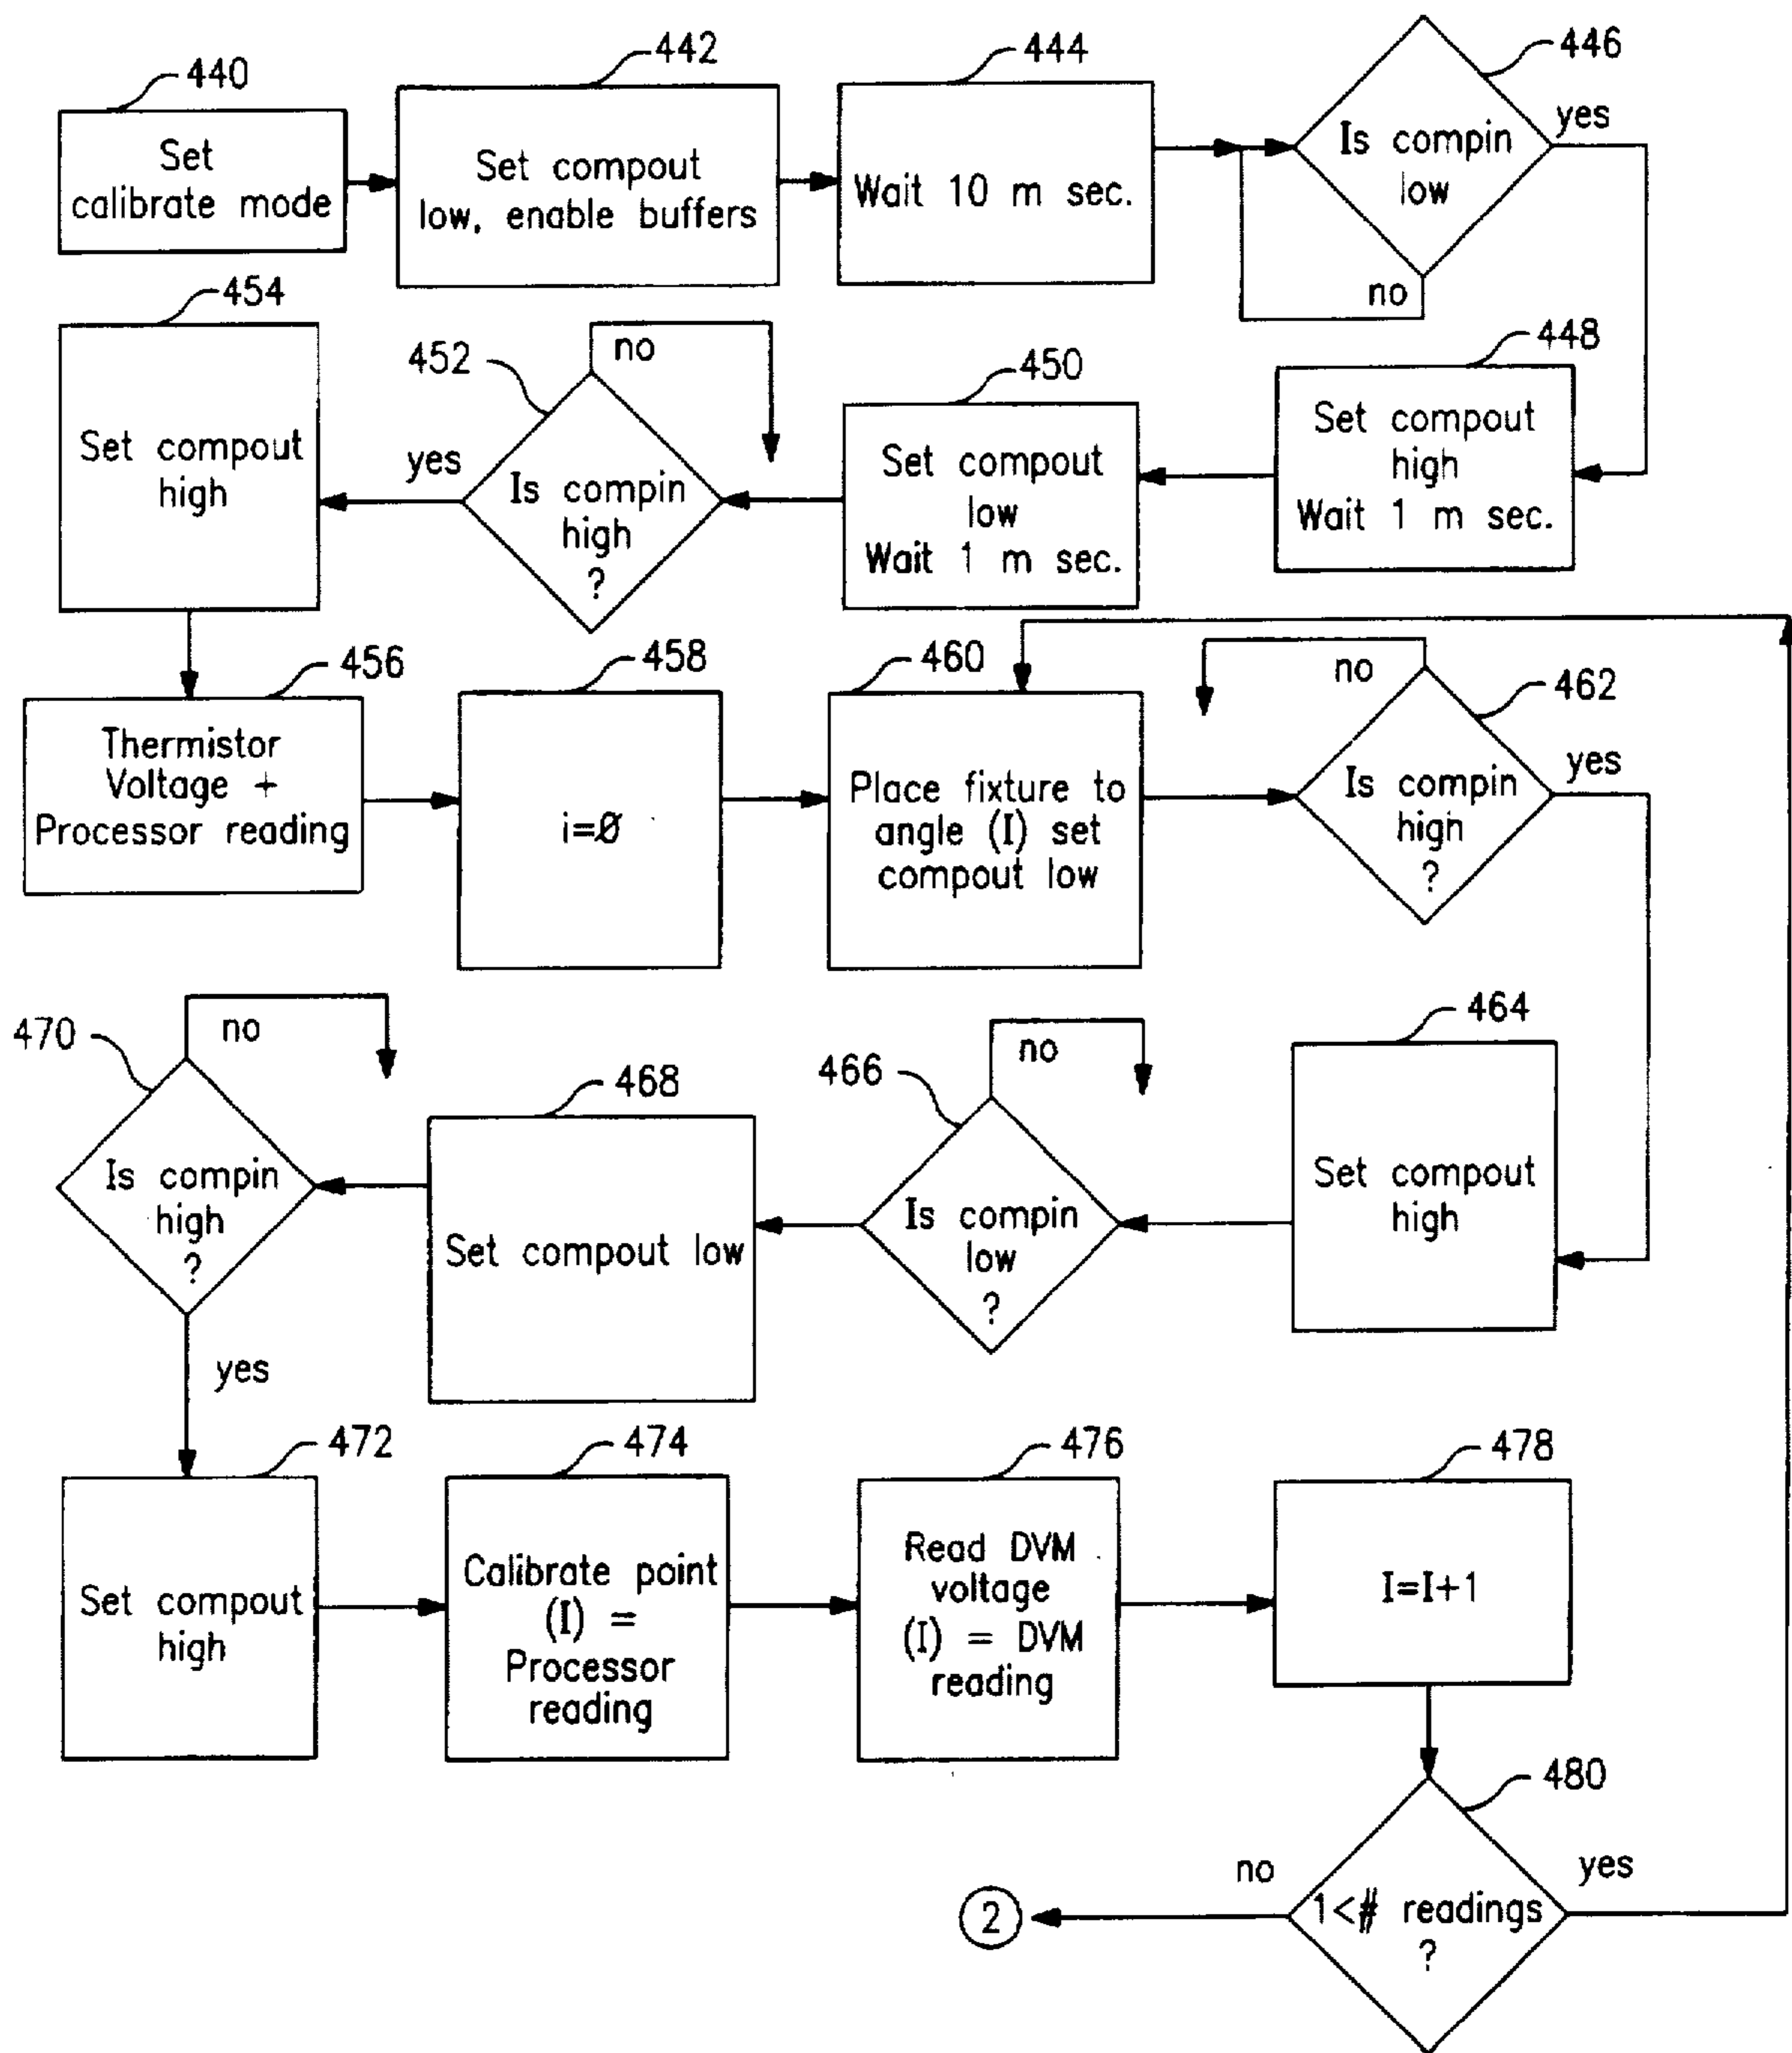 440
Set
calibrate mode
442
Set compout
low, enable buffers
444
Wait 10 m sec.
446
Is compin
low
yes
no
448
Set compout
high
Wait 1 m sec.
450
Set compout
low
Wait 1 m sec.
452
no
Is compin
high
?
yes
454
Set compout
high
456
Thermistor
Voltage +
Processor reading
458
i=Ø
460
Place fixture to
angle (I) set
compout low
462
no
Is compin
high
?
yes
464
Set compout
high
466
no
Is compin
low
?
468
Set compout low
470
no
Is compin
high
?
yes
472
Set compout
high
474
Calibrate point
(I) =
Processor
reading
476
Read DVM
voltage
(I) = DVM
reading
478
I=I+1
480
1<# readings
?
yes
no
2